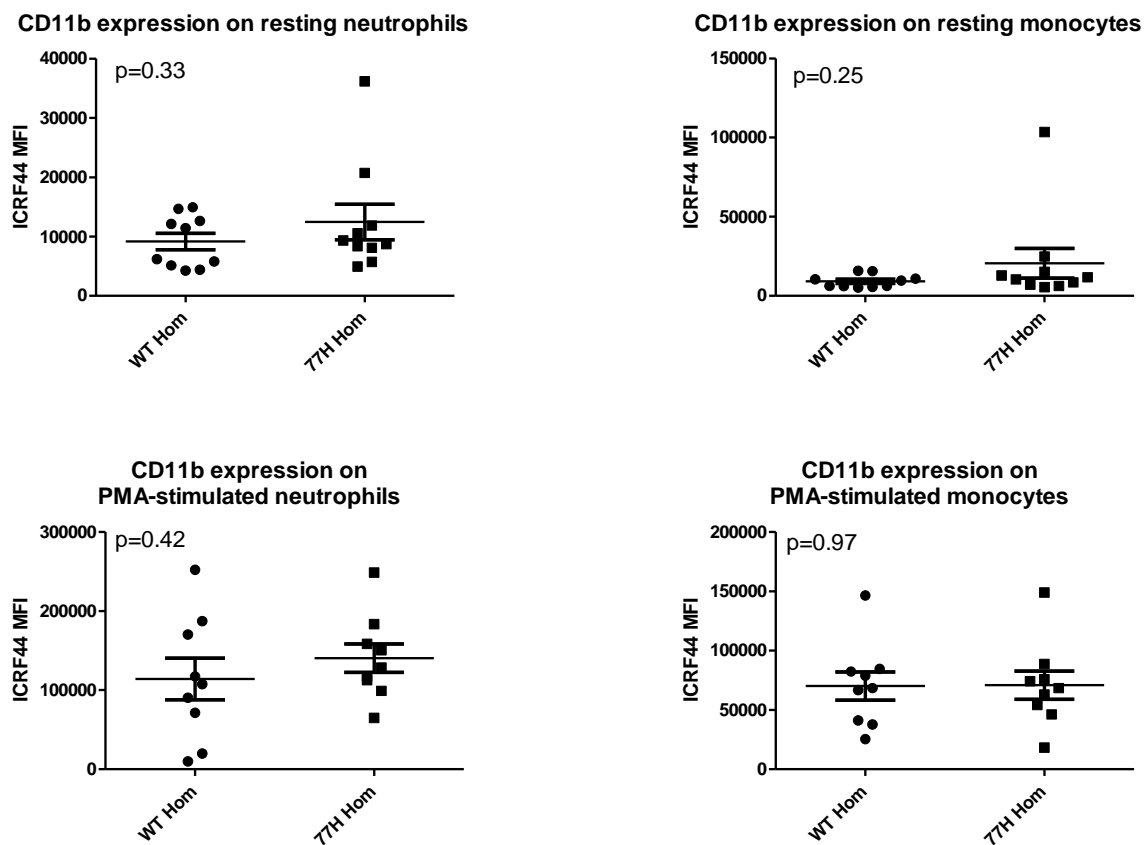 CD11b expression on resting neutrophils
40000
30000
20000
10000
0
ICRF44 MFI
p=0.33
WT Hom
77H Hom
CD11b expression on resting monocytes
150000
100000
50000
0
ICRF44 MFI
p=0.25
WT Hom
77H Hom
CD11b expression on
PMA-stimulated neutrophils
300000
200000
100000
0
ICRF44 MFI
p=0.42
WT Hom
77H Hom
CD11b expression on
PMA-stimulated monocytes
200000
150000
100000
50000
0
ICRF44 MFI
p=0.97
WT Hom
77H Hom